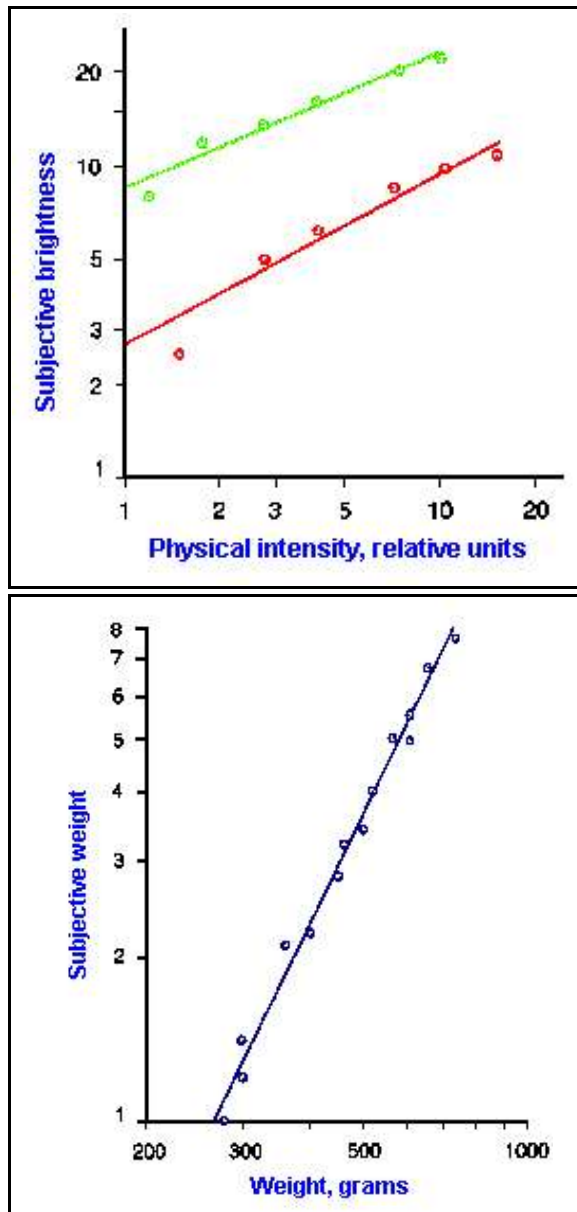 20
10
5
3
2
1
Subjective brightness
1 2 3 5 10 20
Physical intensity, relative units
8
7
6
5
4
3
2
1
Subjective weight
200 300 500 1000
Weight, grams